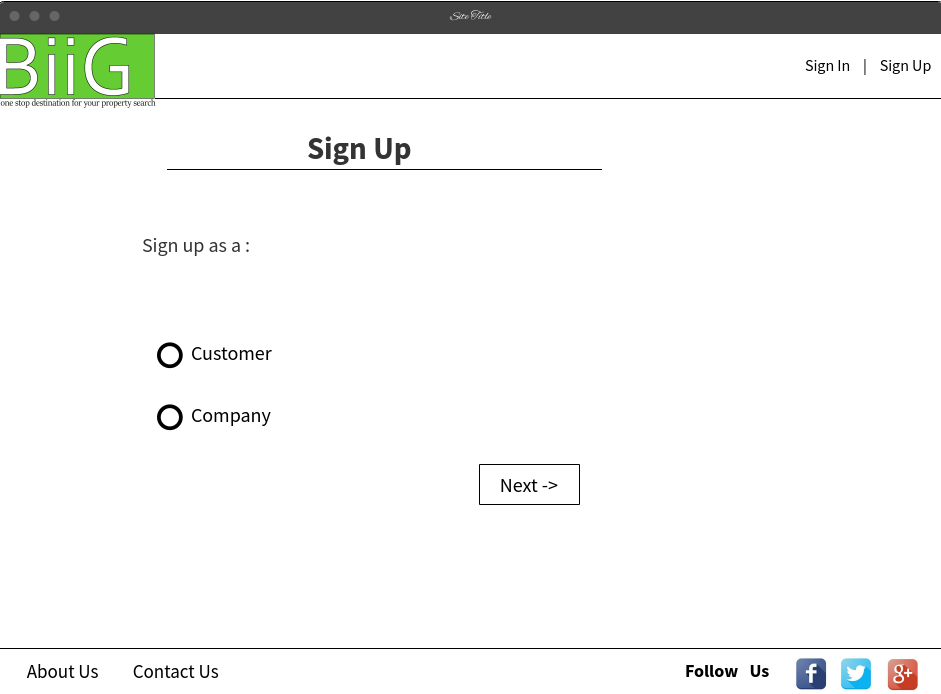 Site Title
BiiG
one stop destination for your property search
Sign In | Sign Up
Sign Up
Sign up as a :
Customer
Company
Next ->
About Us Contact Us Follow Us f g+